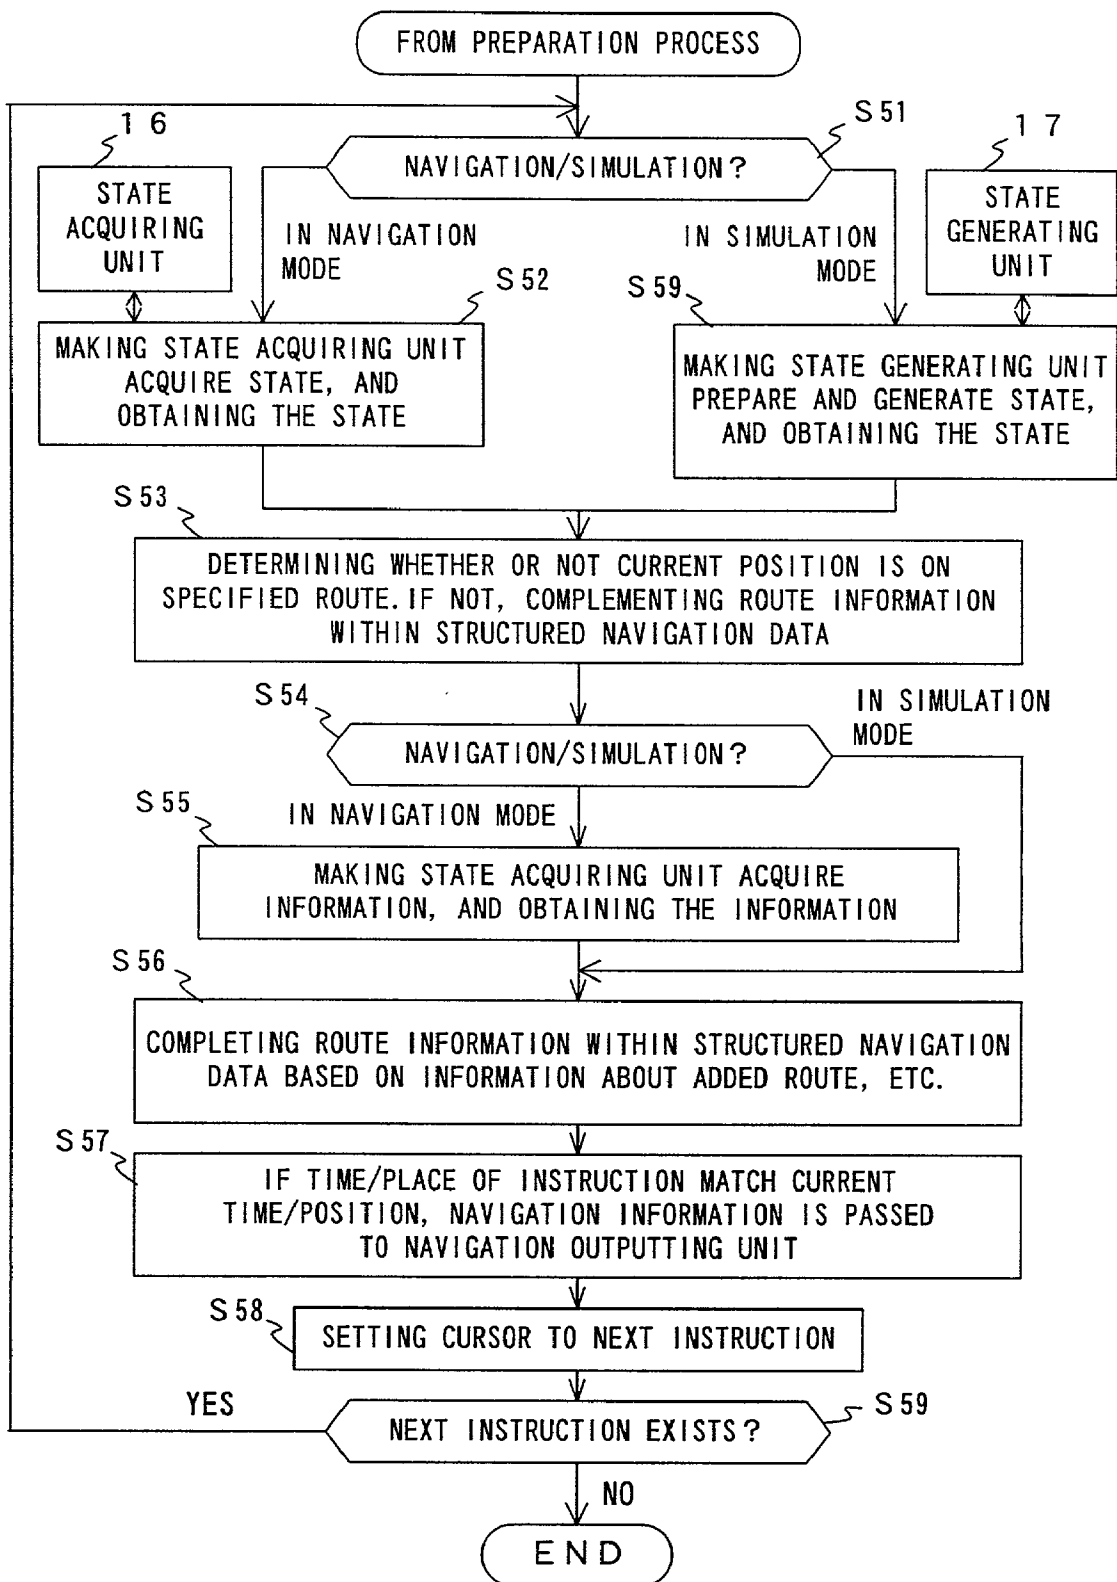 FROM PREPARATION PROCESS
S51
NAVIGATION/SIMULATION?
16
STATE
ACQUIRING
UNIT
17
STATE
GENERATING
UNIT
IN NAVIGATION
MODE
IN SIMULATION
MODE
S52
MAKING STATE ACQUIRING UNIT
ACQUIRE STATE, AND
OBTAINING THE STATE
S59
MAKING STATE GENERATING UNIT
PREPARE AND GENERATE STATE,
AND OBTAINING THE STATE
S53
DETERMINING WHETHER OR NOT CURRENT POSITION IS ON
SPECIFIED ROUTE. IF NOT, COMPLEMENTING ROUTE INFORMATION
WITHIN STRUCTURED NAVIGATION DATA
S54
NAVIGATION/SIMULATION?
IN SIMULATION
MODE
S55
IN NAVIGATION MODE
MAKING STATE ACQUIRING UNIT ACQUIRE
INFORMATION, AND OBTAINING THE INFORMATION
S56
COMPLETING ROUTE INFORMATION WITHIN STRUCTURED NAVIGATION
DATA BASED ON INFORMATION ABOUT ADDED ROUTE, ETC.
S57
IF TIME/PLACE OF INSTRUCTION MATCH CURRENT
TIME/POSITION, NAVIGATION INFORMATION IS PASSED
TO NAVIGATION OUTPUTTING UNIT
S58
SETTING CURSOR TO NEXT INSTRUCTION
YES
S59
NEXT INSTRUCTION EXISTS?
NO
END